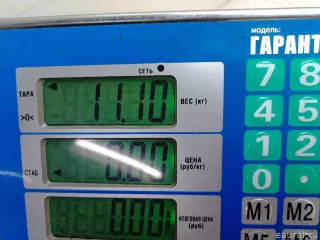 модель:
ГАРАНТ
СЕТЬ
ТАРА
11.10
ВЕС (кг)
>0<
7 8
4 5
ЦЕНА
(руб/кг)
0.00
СТАБ
1 2
0 .
ИТОГОВАЯ ЦЕНА
(руб)
0.00
M1 M2